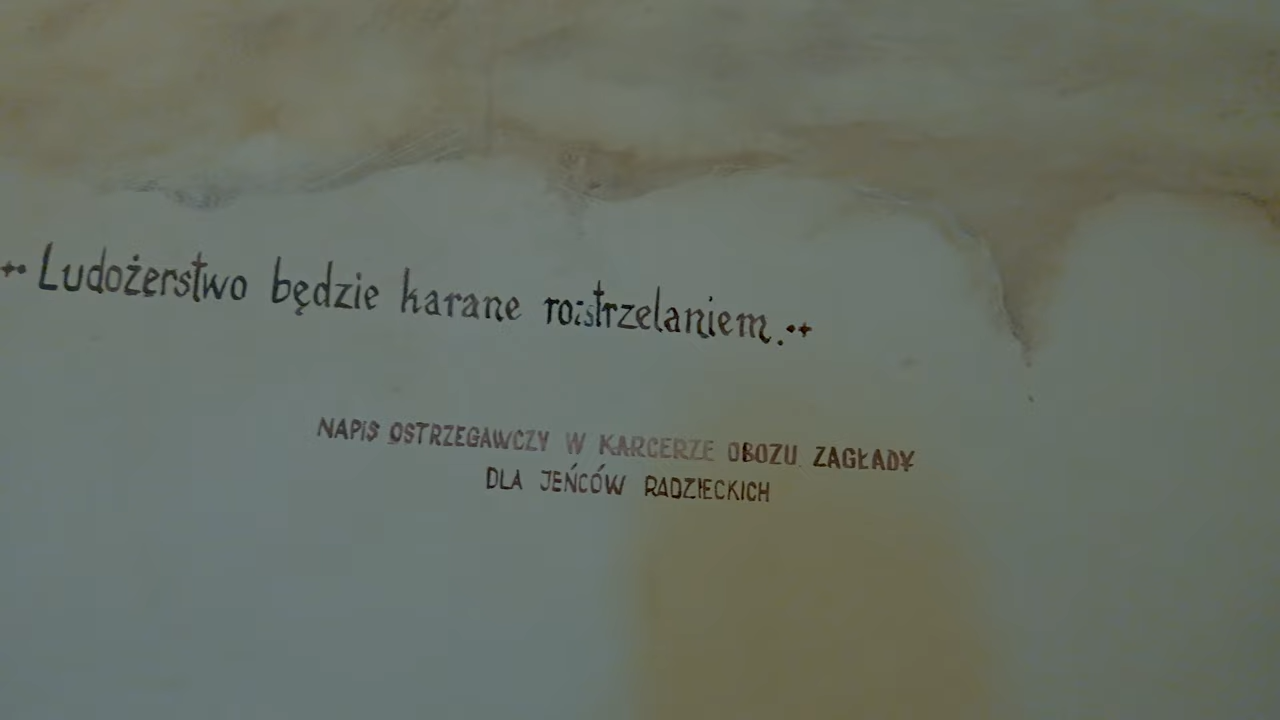 Ludożerstwo będzie karane rozstrzelaniem.
NAPIS OSTRZEGAWCZY W KARCERZE OBOZU ZAGŁADY
DLA JEŃCÓW RADZIECKICH